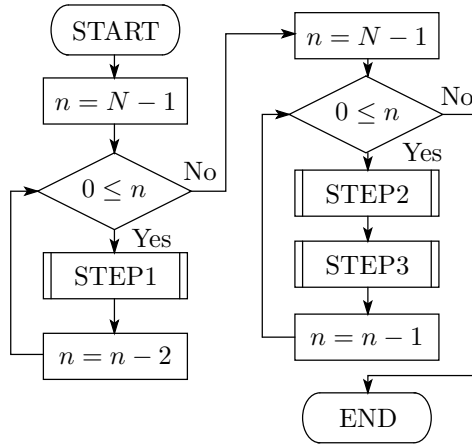 START
n = N − 1
0 ≤ n
No
Yes
STEP1
n = n − 2
n = N − 1
0 ≤ n
No
Yes
STEP2
STEP3
n = n − 1
END